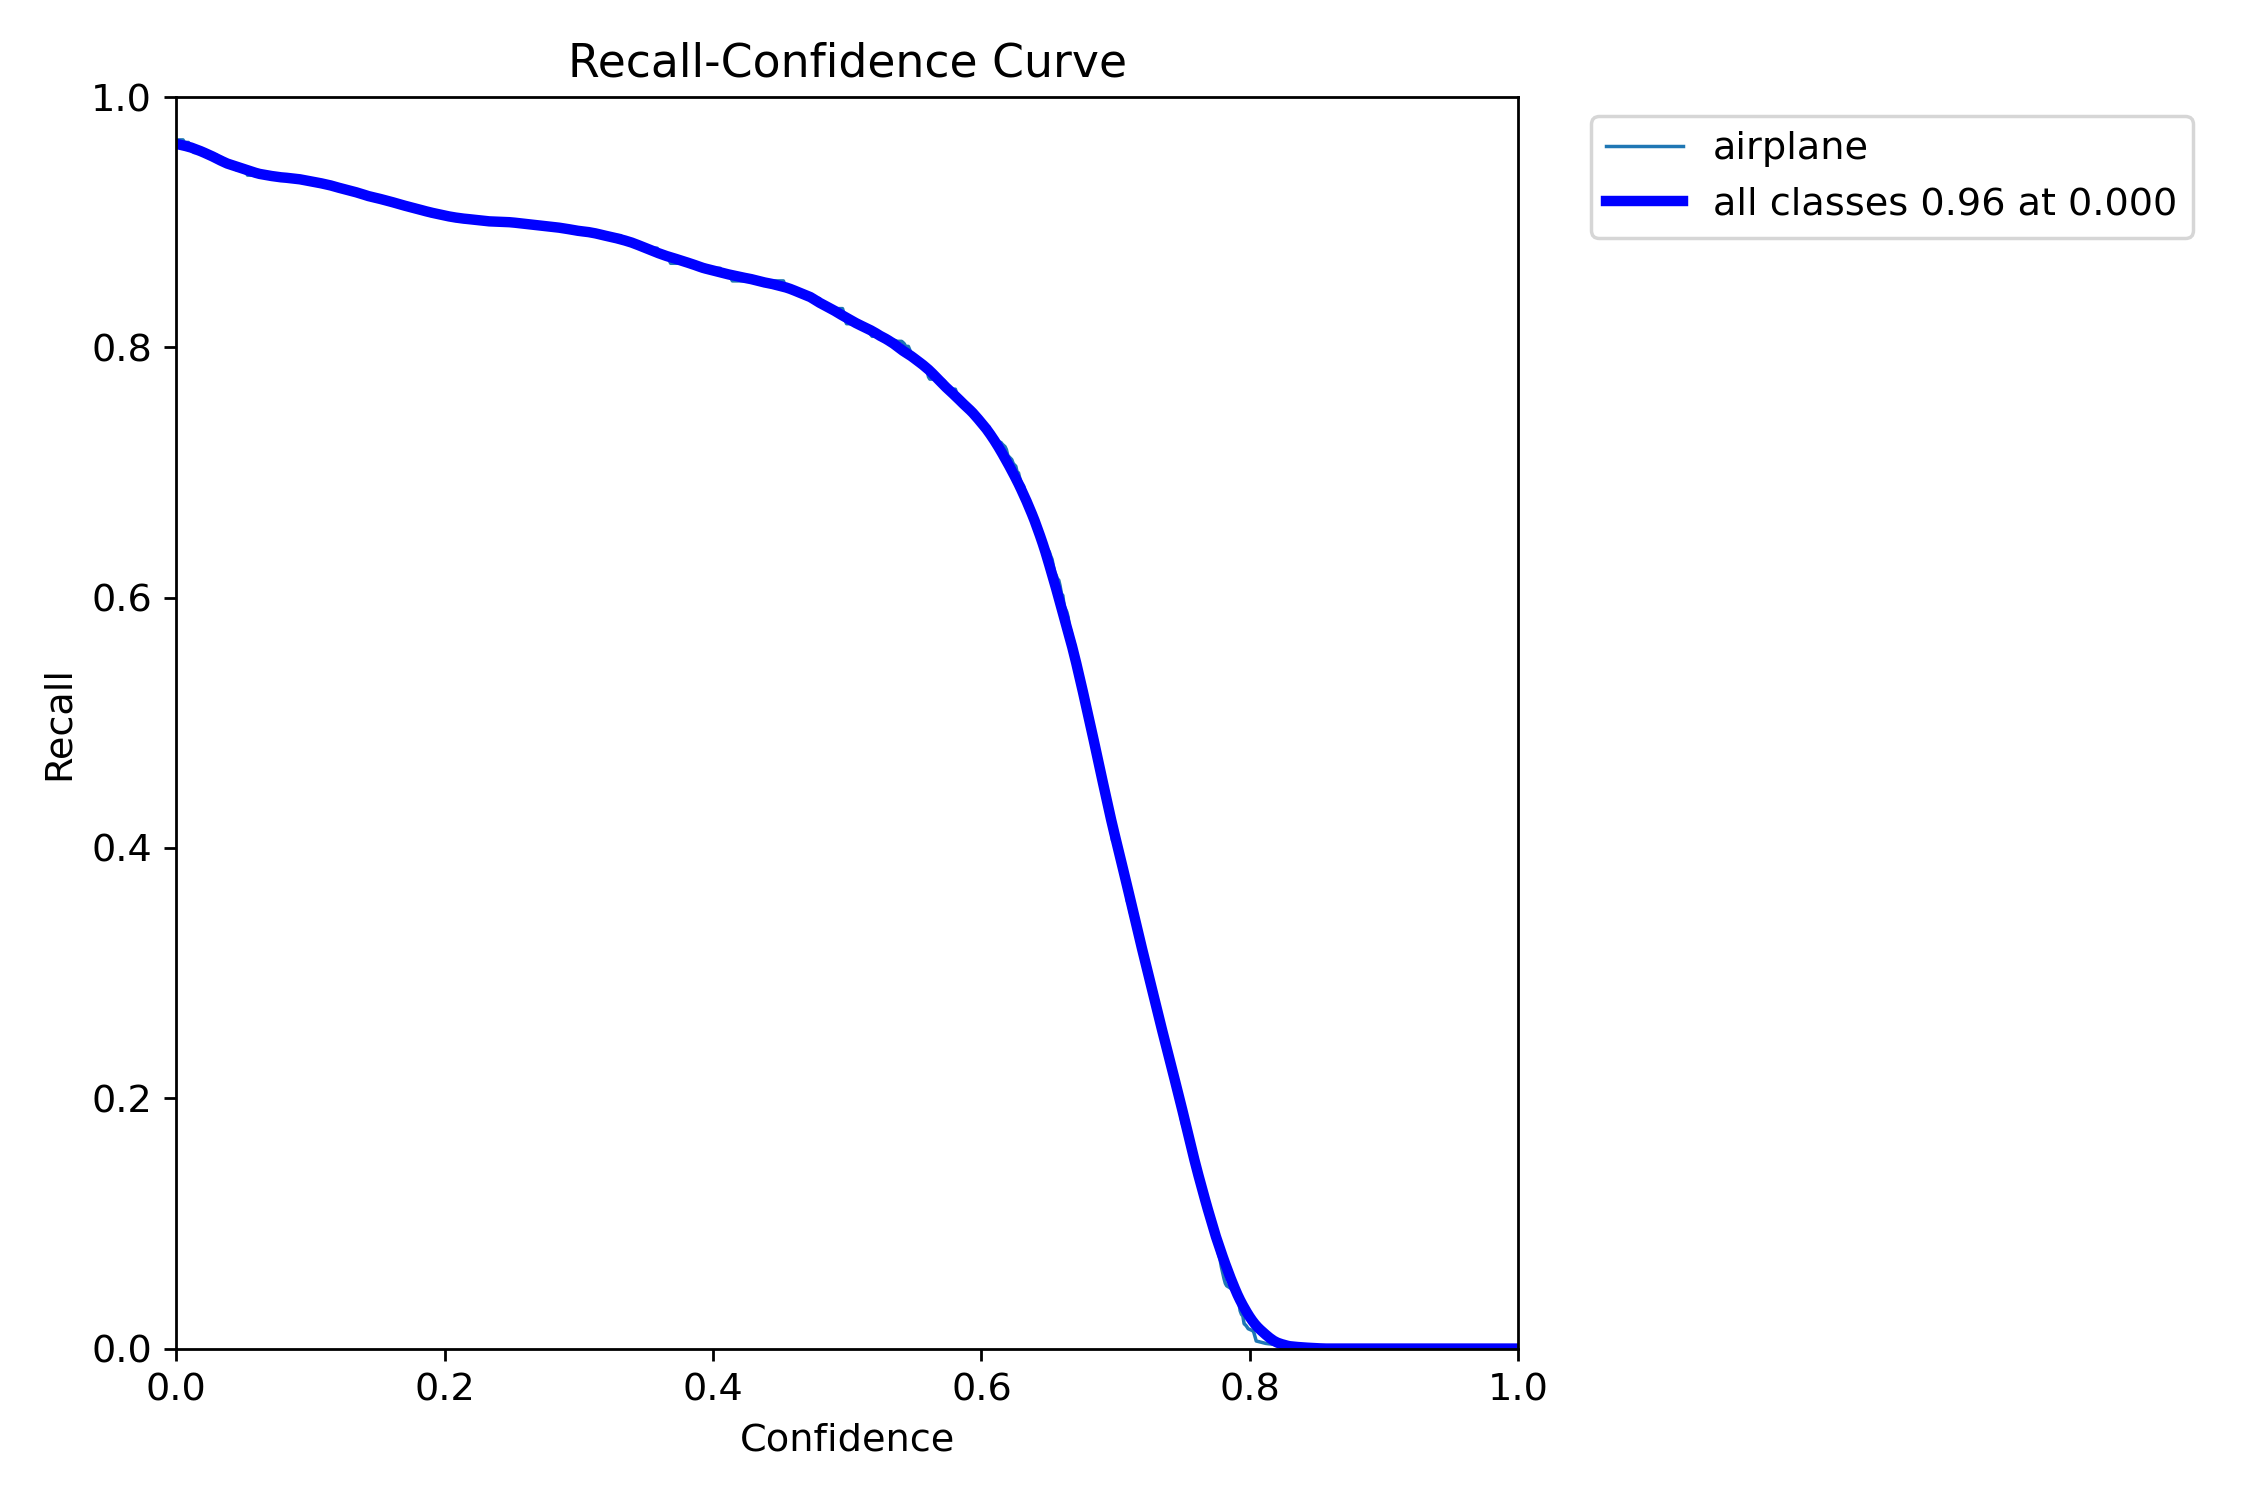 Recall-Confidence Curve
1.0
0.8
0.6
0.4
0.2
0.0
Recall
0.0 0.2 0.4 0.6 0.8 1.0
Confidence
airplane
all classes 0.96 at 0.000